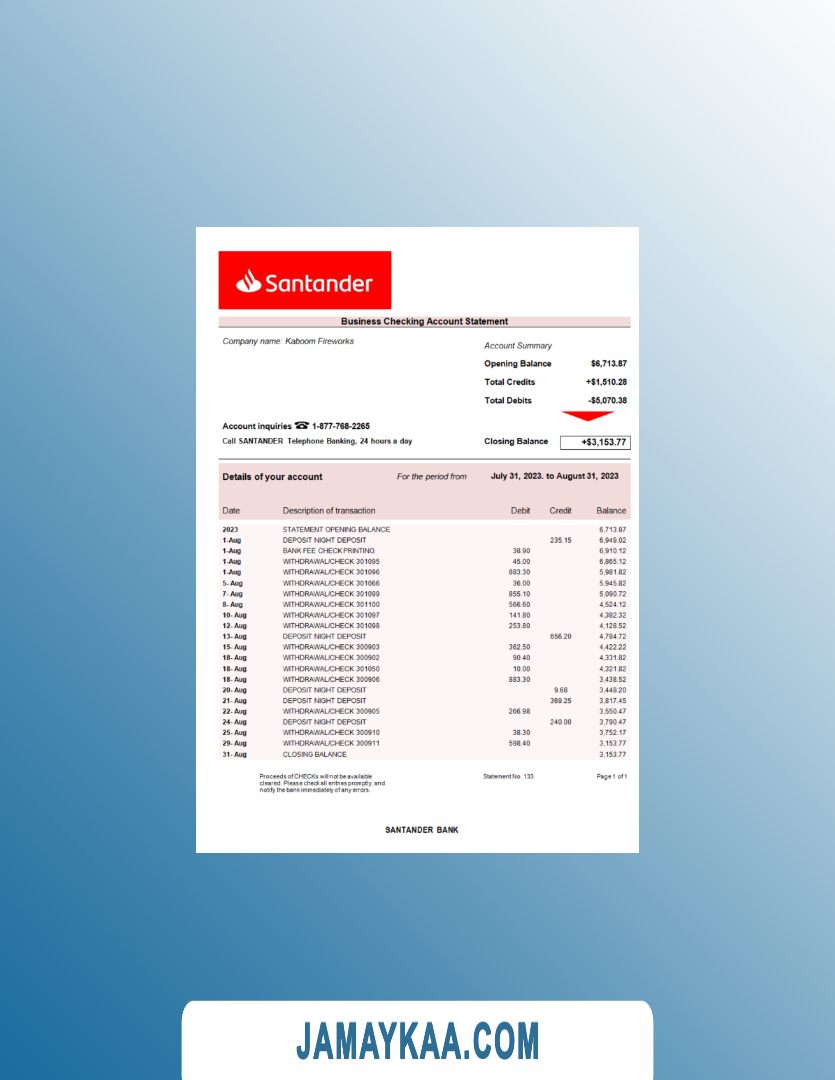 Santander
Business Checking Account Statement
Company name: Kaboom Fireworks
Account Summary
Opening Balance $6,713.87
Total Credits +$1,510.28
Total Debits -$5,070.38
Account inquiries ☎ 1-877-768-2265
Call SANTANDER Telephone Banking, 24 hours a day
Closing Balance +$3,153.77
Details of your account For the period from July 31, 2023. to August 31, 2023
Date Description of transaction Debit Credit Balance
2023 STATEMENT OPENING BALANCE 6,713.87
1-Aug DEPOSIT NIGHT DEPOSIT 235.15 6,949.02
1-Aug BANK FEE CHECK PRINTING 38.90 6,910.12
1-Aug WITHDRAWAL/CHECK 301095 45.00 6,865.12
1-Aug WITHDRAWAL/CHECK 301096 883.30 5,981.82
5- Aug WITHDRAWAL/CHECK 301066 36.00 5,945.82
7- Aug WITHDRAWAL/CHECK 301099 855.10 5,090.72
8- Aug WITHDRAWAL/CHECK 301100 566.60 4,524.12
10- Aug WITHDRAWAL/CHECK 301097 141.80 4,382.32
12- Aug WITHDRAWAL/CHECK 301098 253.80 4,128.52
13- Aug DEPOSIT NIGHT DEPOSIT 656.20 4,784.72
15- Aug WITHDRAWAL/CHECK 300903 362.50 4,422.22
18- Aug WITHDRAWAL/CHECK 300902 90.40 4,331.82
18- Aug WITHDRAWAL/CHECK 301050 10.00 4,321.82
18- Aug WITHDRAWAL/CHECK 300906 883.30 3,438.52
20- Aug DEPOSIT NIGHT DEPOSIT 9.68 3,448.20
21- Aug DEPOSIT NIGHT DEPOSIT 369.25 3,817.45
22- Aug WITHDRAWAL/CHECK 300905 266.98 3,550.47
24- Aug DEPOSIT NIGHT DEPOSIT 240.00 3,790.47
25- Aug WITHDRAWAL/CHECK 300910 38.30 3,752.17
29- Aug WITHDRAWAL/CHECK 300911 598.40 3,153.77
31- Aug CLOSING BALANCE 3,153.77
Proceeds of CHECKs will not be available
cleared. Please check all entries promptly, and
notify the bank immediately of any errors.
Statement No. 133 Page 1 of 1
SANTANDER BANK
JAMAYKAA.COM